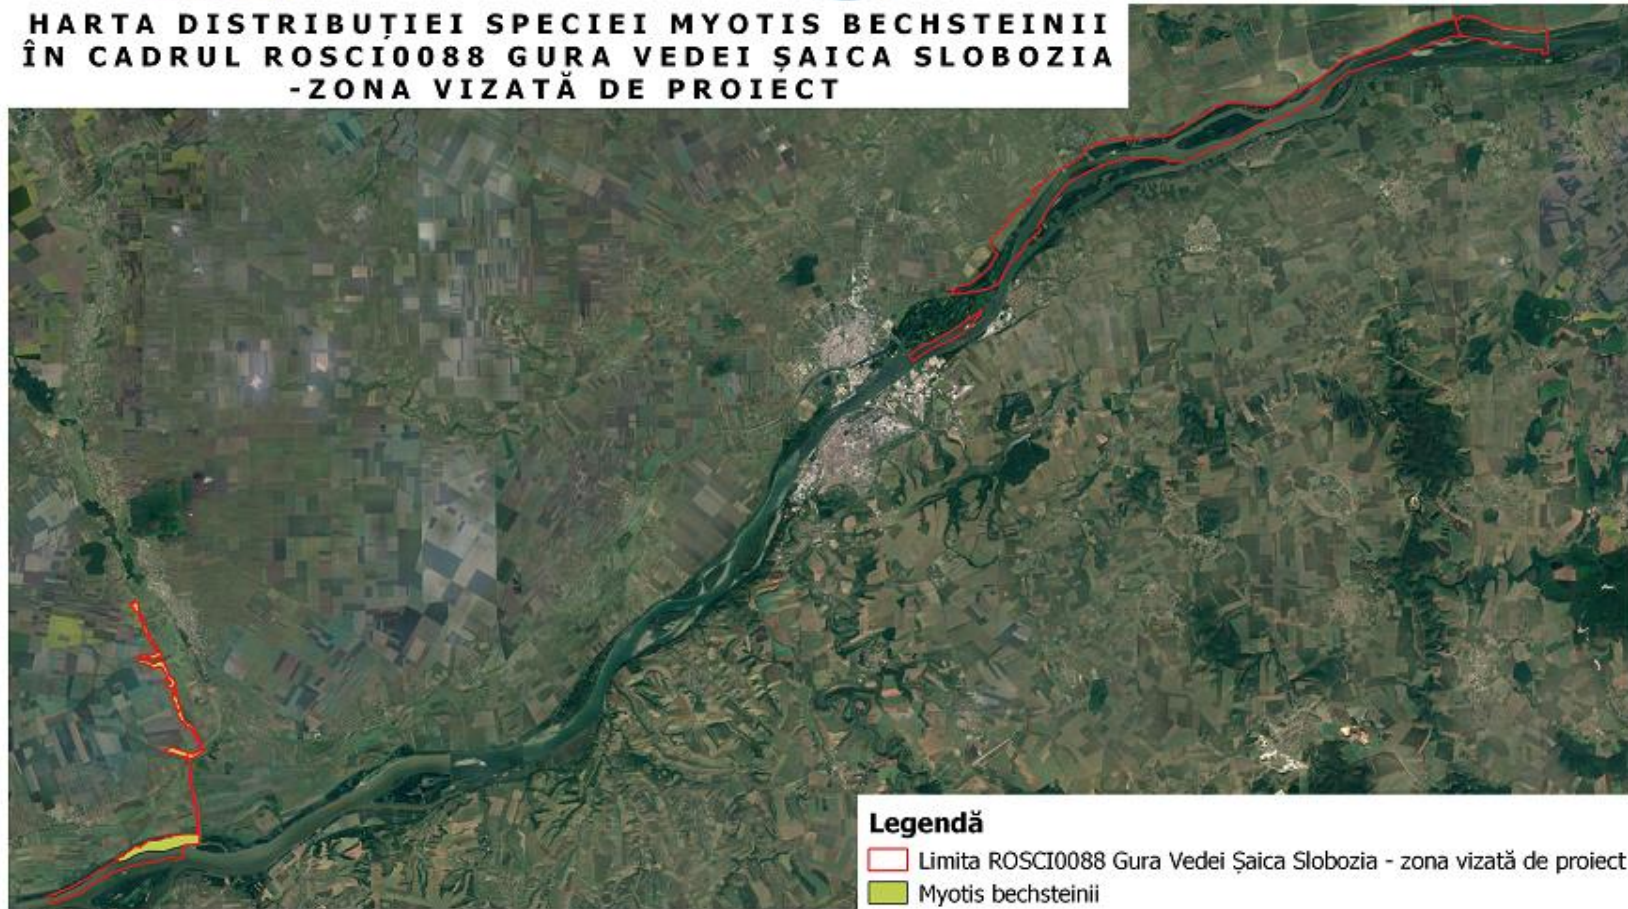 HARTA DISTRIBUȚIEI SPECIEI MYOTIS BECHSTEINII
ÎN CADRUL ROSCI0088 GURA VEDEI ȘAICA SLOBOZIA
-ZONA VIZATĂ DE PROIECT
Legendă
Limita ROSCI0088 Gura Vedei Șaica Slobozia - zona vizată de proiect
Myotis bechsteinii